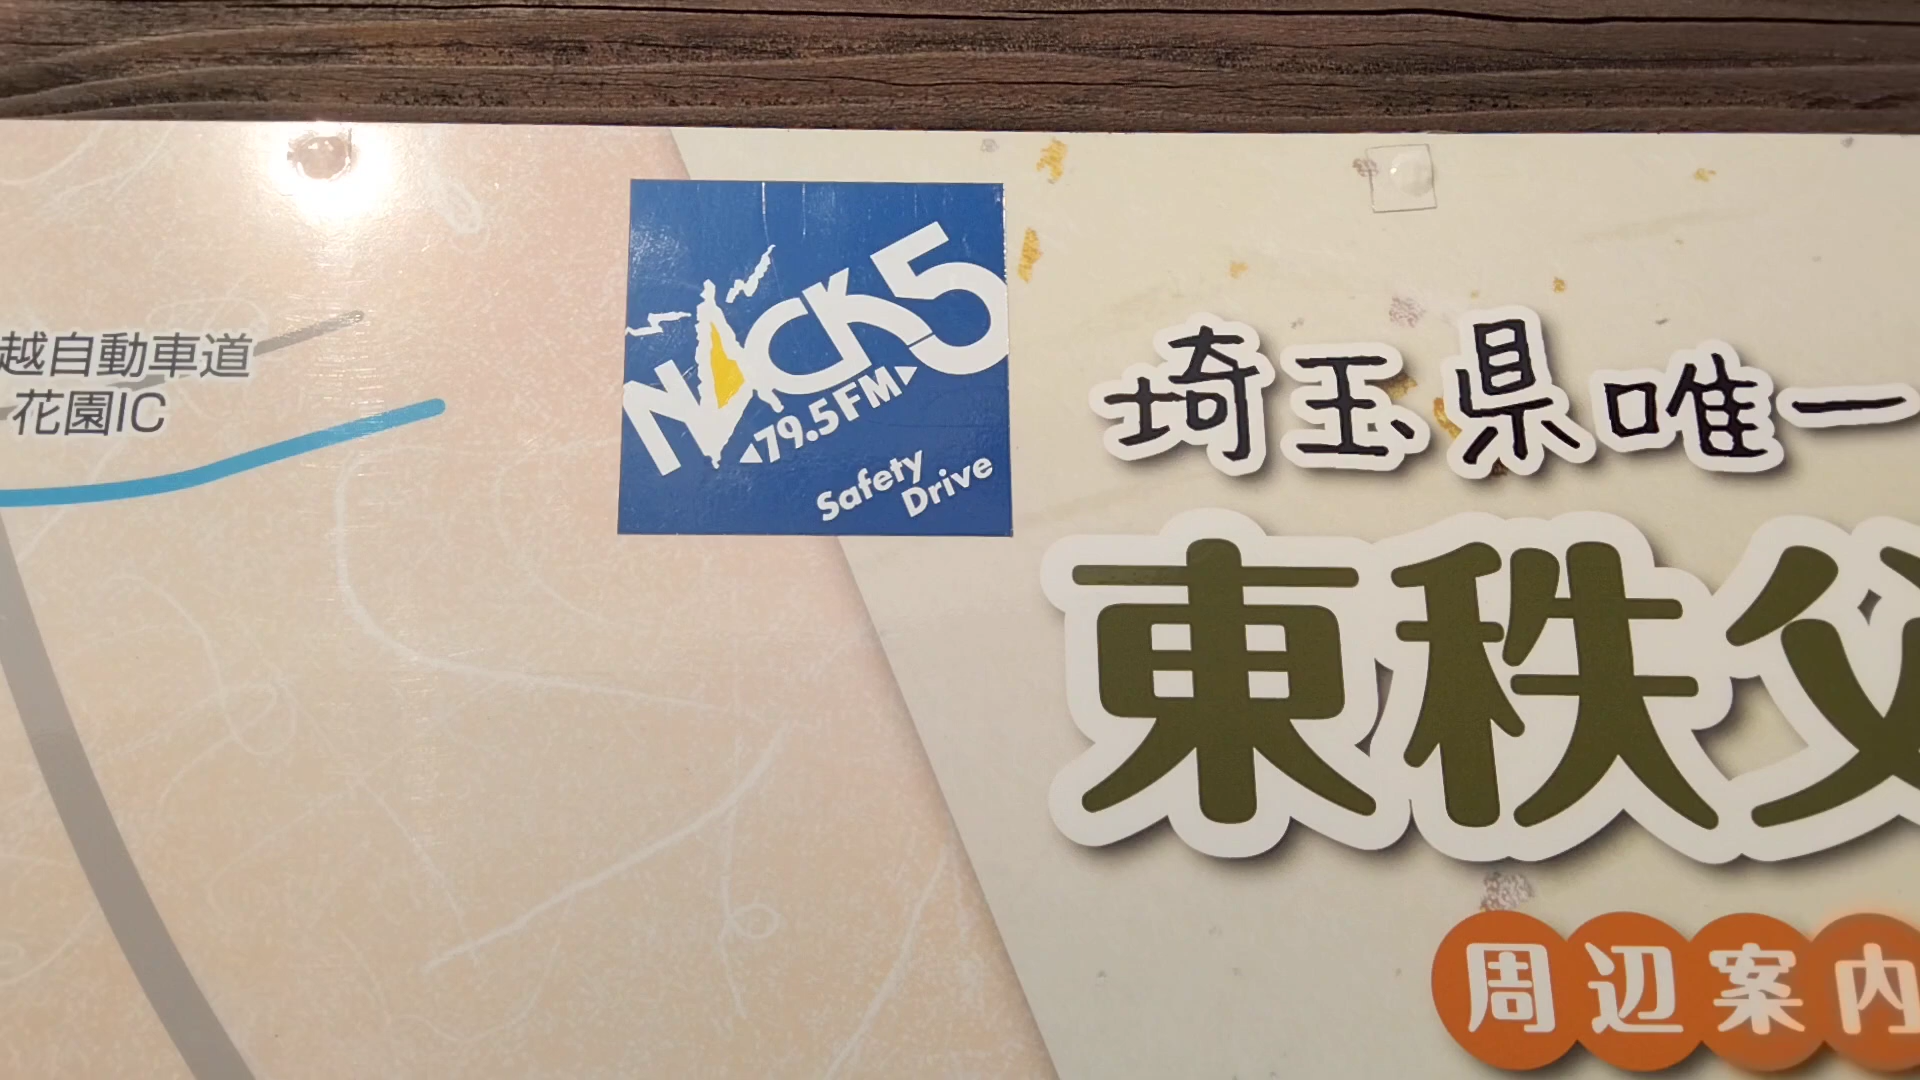 越自動車道
花園IC
NACK5
79.5FM
Safety
Drive
埼玉県唯一
東秩父
周辺案内